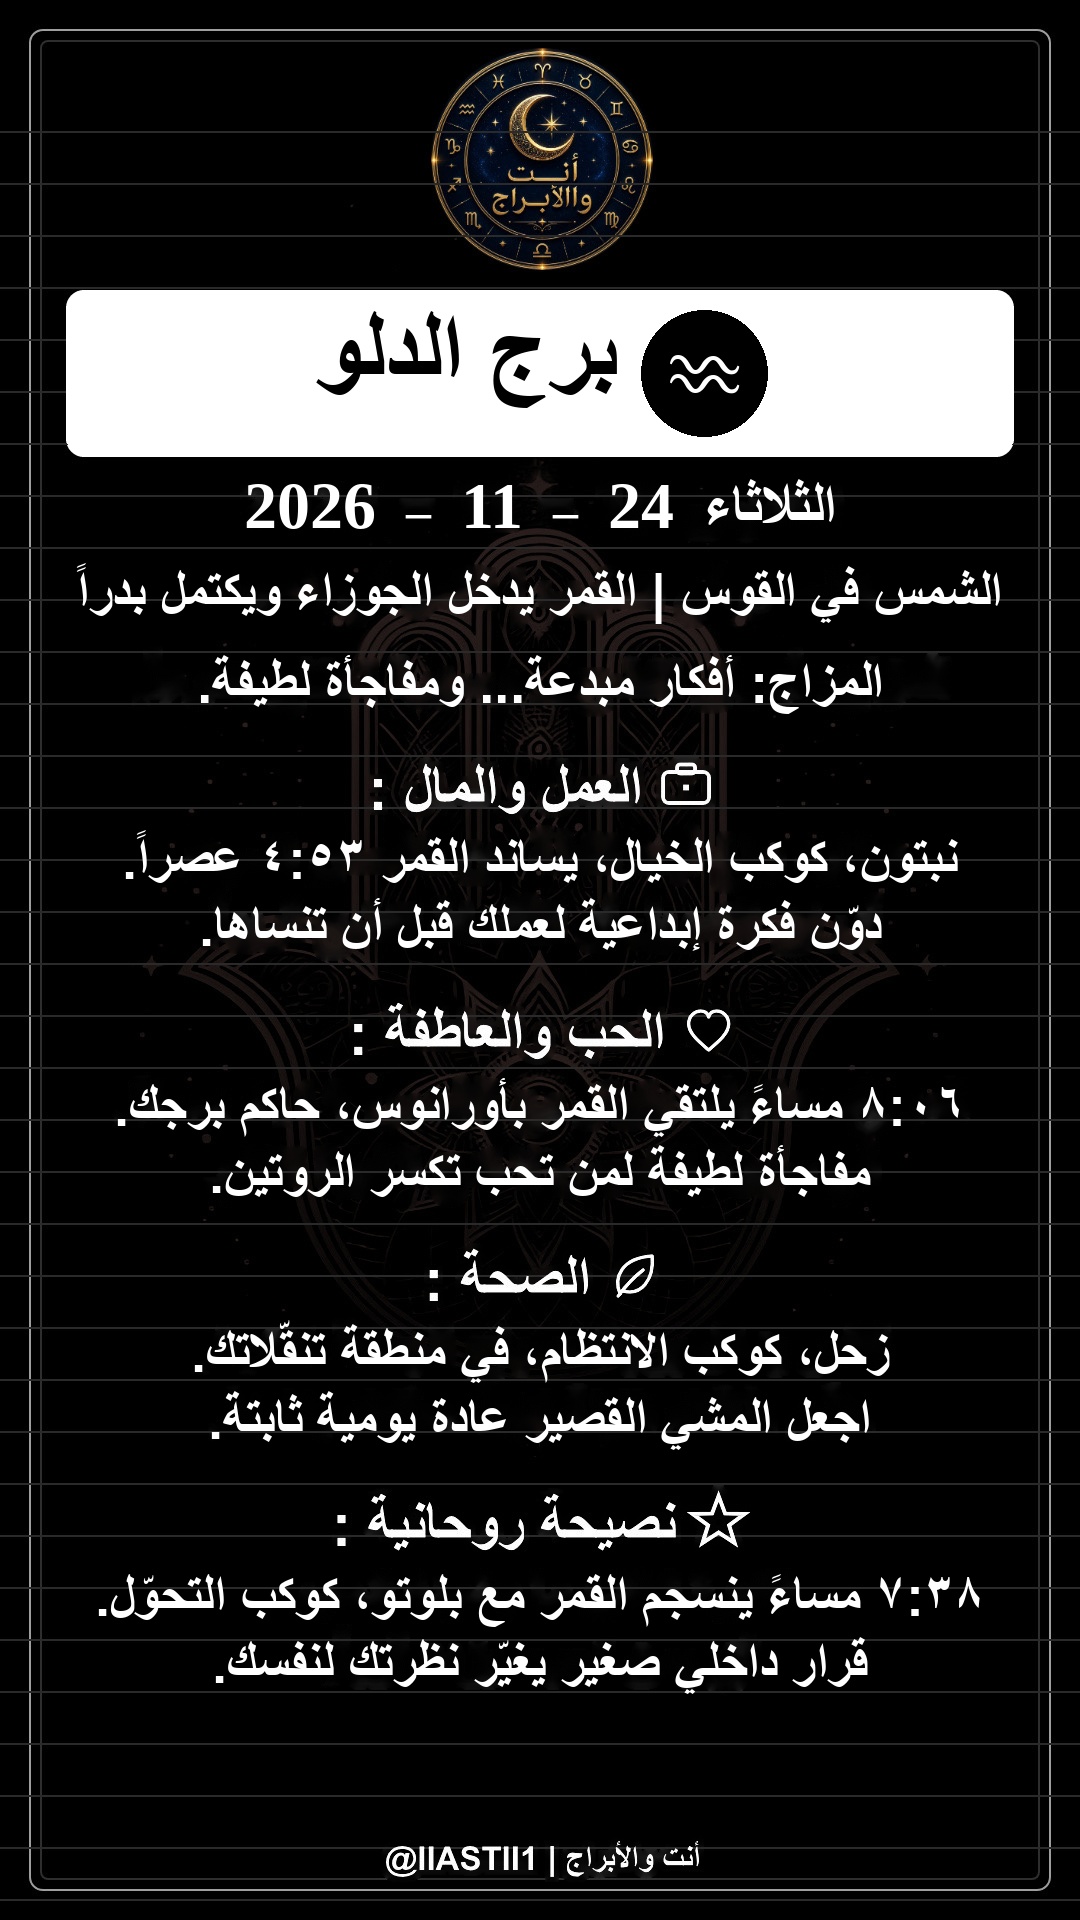 أنت
واالأبراج
برج الدلو
الثلاثاء 24 – 11 – 2026
الشمس في القوس | القمر يدخل الجوزاء ويكتمل بدراً
المزاج: أفكار مبدعة... ومفاجأة لطيفة.
العمل والمال :
نبتون، كوكب الخيال، يساند القمر ٤:٥٣ عصراً.
دوّن فكرة إبداعية لعملك قبل أن تنساها.
الحب والعاطفة :
٨:٠٦ مساءً يلتقي القمر بأورانوس، حاكم برجك.
مفاجأة لطيفة لمن تحب تكسر الروتين.
الصحة :
زحل، كوكب الانتظام، في منطقة تنقّلاتك.
اجعل المشي القصير عادة يومية ثابتة.
نصيحة روحانية :
٧:٣٨ مساءً ينسجم القمر مع بلوتو، كوكب التحوّل.
قرار داخلي صغير يغيّر نظرتك لنفسك.
أنت والأبراج | @IIASTII1